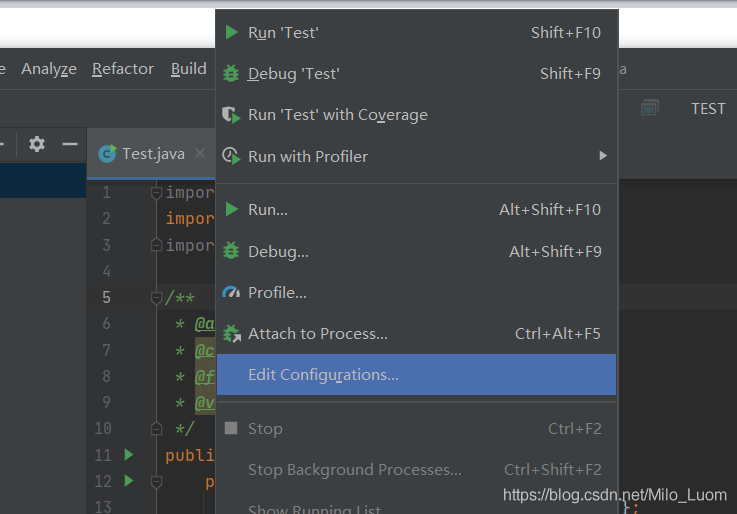 Run 'Test' Shift+F10
e Analyze Refactor Build a
Debug 'Test' Shift+F9
TEST
Run 'Test' with Coverage
Test.java
Run with Profiler
1 impor
Run... Alt+Shift+F10
2 impor
3 impor
Debug... Alt+Shift+F9
4
Profile...
5 /**
6 * @a
Attach to Process... Ctrl+Alt+F5
7 * @c
8 * @f
Edit Configurations...
9 * @v
10 */
Stop Ctrl+F2
11 publi
Stop Background Processes... Ctrl+Shift+F2
12 p
https://blog.csdn.net/Milo_Luom
13 };
Show Running List